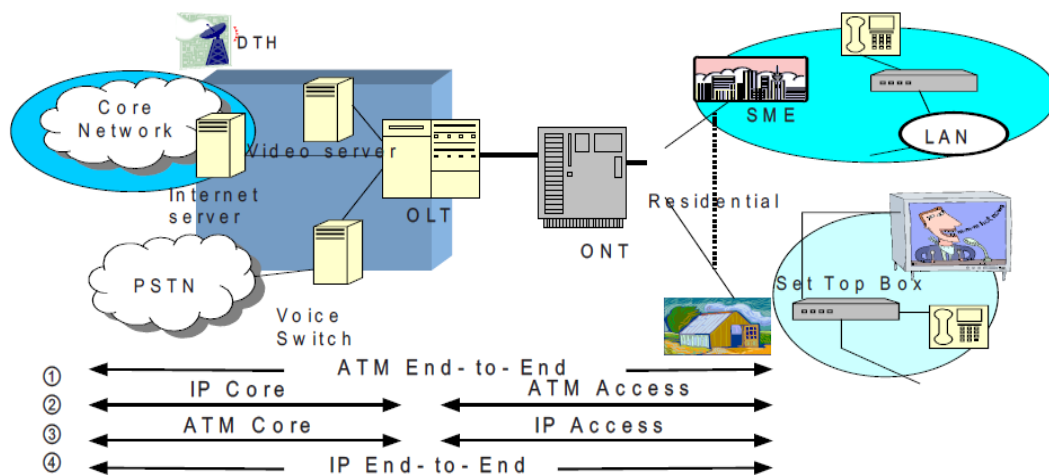 DTH
Core
Network
Video server
Internet
server
OLT
PSTN
Voice
Switch
ONT
SME
LAN
Residential
Set Top Box
① ATM End- to- End
② IP Core ATM Access
③ ATM Core IP Access
④ IP End- to- End